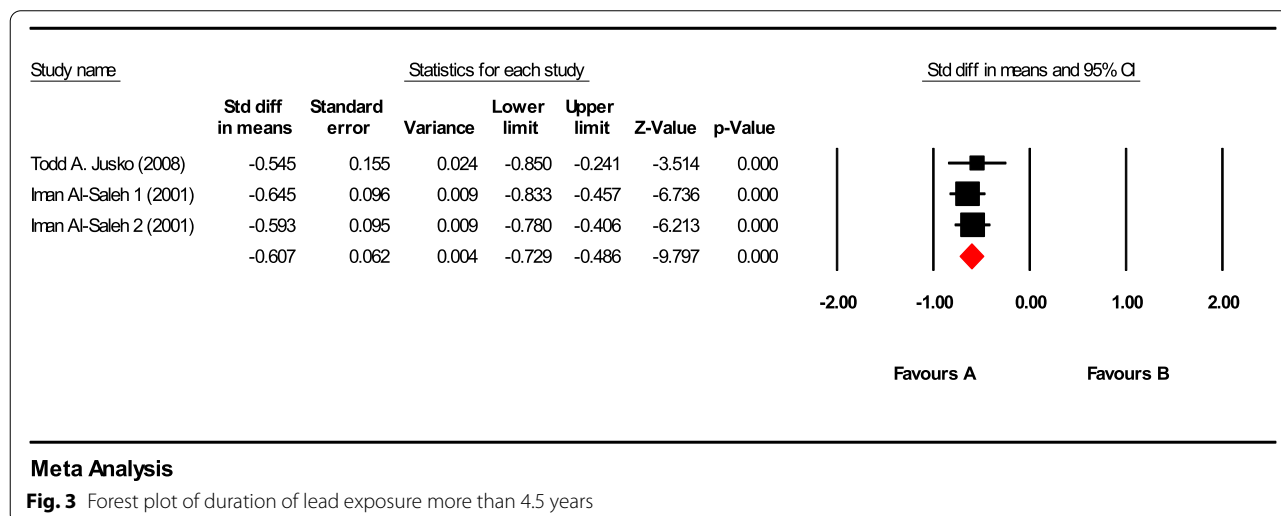 Study name Statistics for each study Std diff in means and 95% CI
Std diff Standard Lower Upper
in means error Variance limit limit Z-Value p-Value
Todd A. Jusko (2008) -0.545 0.155 0.024 -0.850 -0.241 -3.514 0.000
Iman Al-Saleh 1 (2001) -0.645 0.096 0.009 -0.833 -0.457 -6.736 0.000
Iman Al-Saleh 2 (2001) -0.593 0.095 0.009 -0.780 -0.406 -6.213 0.000
-0.607 0.062 0.004 -0.729 -0.486 -9.797 0.000
-2.00 -1.00 0.00 1.00 2.00
Favours A Favours B
Meta Analysis
Fig. 3 Forest plot of duration of lead exposure more than 4.5 years